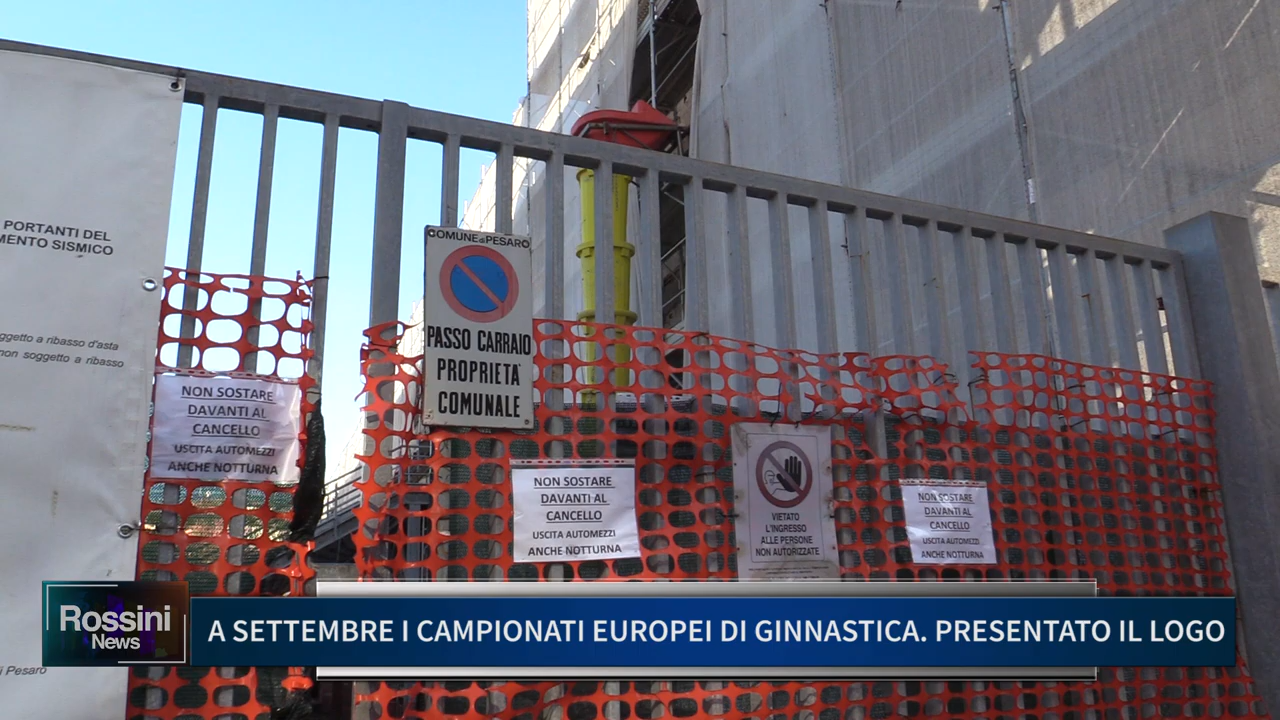 PORTANTI DEL
MENTO SISMICO
oggetto a ribasso d'asta
non soggetto a ribasso
NON SOSTARE
DAVANTI AL
CANCELLO
USCITA AUTOMEZZI
ANCHE NOTTURNA
COMUNE di PESARO
PASSO CARRAIO
PROPRIETA'
COMUNALE
NON SOSTARE
DAVANTI AL
CANCELLO
USCITA AUTOMEZZI
ANCHE NOTTURNA
VIETATO
L'INGRESSO
ALLE PERSONE
NON AUTORIZZATE
NON SOSTARE
DAVANTI AL
CANCELLO
USCITA AUTOMEZZI
ANCHE NOTTURNA
Rossini
News
A SETTEMBRE I CAMPIONATI EUROPEI DI GINNASTICA. PRESENTATO IL LOGO
i Pesaro